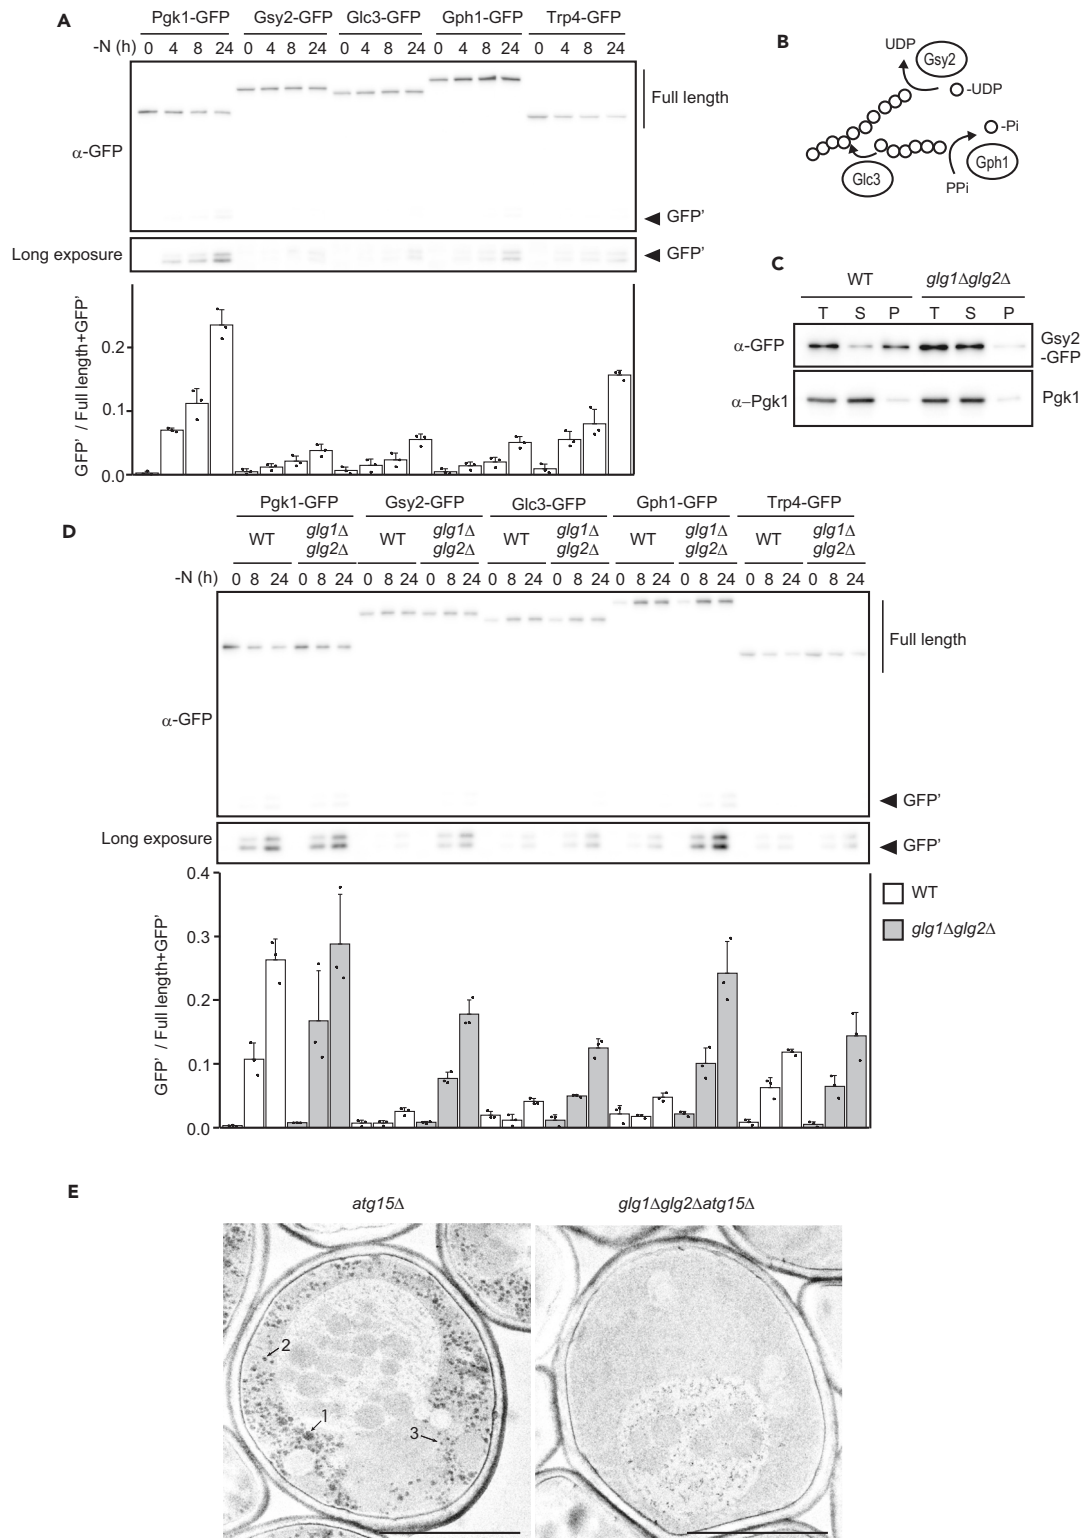 A
Pgk1-GFP Gsy2-GFP Glc3-GFP Gph1-GFP Trp4-GFP
-N (h) 0 4 8 24 0 4 8 24 0 4 8 24 0 4 8 24 0 4 8 24
Full length
α-GFP
GFP'
Long exposure GFP'
GFP' / Full length+GFP'
0.2
0.1
0.0
B
UDP Gsy2
-UDP
-Pi
Glc3 PPi Gph1
C
WT glg1Δglg2Δ
T S P T S P
α-GFP Gsy2
-GFP
α–Pgk1 Pgk1
D
Pgk1-GFP Gsy2-GFP Glc3-GFP Gph1-GFP Trp4-GFP
WT glg1Δ WT glg1Δ WT glg1Δ WT glg1Δ WT glg1Δ
glg2Δ glg2Δ glg2Δ glg2Δ glg2Δ
-N (h) 0 8 24 0 8 24 0 8 24 0 8 24 0 8 24 0 8 24 0 8 24 0 8 24 0 8 24 0 8 24
Full length
α-GFP
GFP'
Long exposure GFP'
GFP' / Full length+GFP'
0.4
0.3
0.2
0.1
0.0
WT
glg1Δglg2Δ
E
atg15Δ glg1Δglg2Δatg15Δ
2
1
3